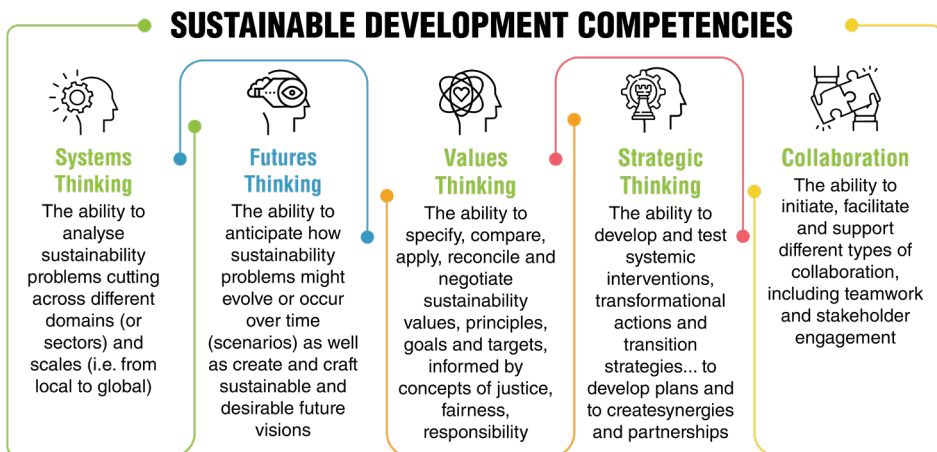 SUSTAINABLE DEVELOPMENT COMPETENCIES
Systems
Thinking
The ability to
analyse
sustainability
problems cutting
across different
domains (or
sectors) and
scales (i.e. from
local to global)
Futures
Thinking
The ability to
anticipate how
sustainability
problems might
evolve or occur
over time
(scenarios) as well
as create and craft
sustainable and
desirable future
visions
Values
Thinking
The ability to
specify, compare,
apply, reconcile and
negotiate
sustainability
values, principles,
goals and targets,
informed by
concepts of justice,
fairness,
responsibility
Strategic
Thinking
The ability to
develop and test
systemic
interventions,
transformational
actions and
transition
strategies... to
develop plans and
to createsynergies
and partnerships
Collaboration
The ability to
initiate, facilitate
and support
different types of
collaboration,
including teamwork
and stakeholder
engagement